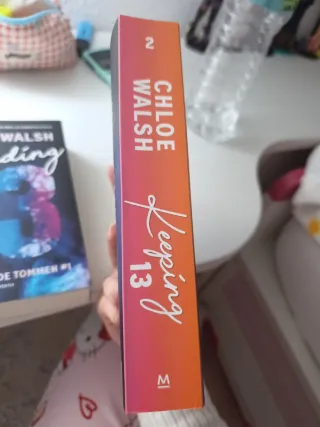 2
CHLOE
WALSH
Keeping
13
M
WALSH
ding
DE TOMMEN #1